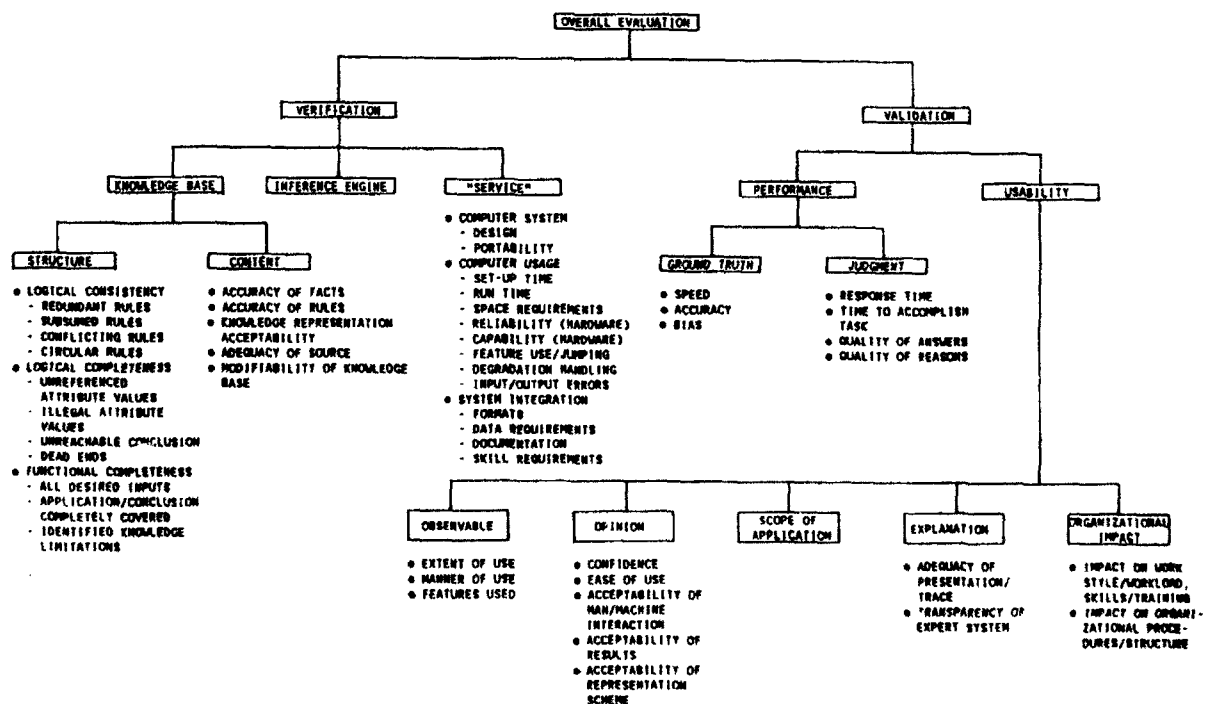 OVERALL EVALUATION
VERIFICATION
VALIDATION
KNOWLEDGE BASE
INFERENCE ENGINE
"SERVICE"
PERFORMANCE
USABILITY
STRUCTURE
● LOGICAL CONSISTENCY
- REDUNDANT RULES
- SUBSUMED RULES
- CONFLICTING RULES
- CIRCULAR RULES
● LOGICAL COMPLETENESS
- UNREFERENCED
ATTRIBUTE VALUES
- ILLEGAL ATTRIBUTE
VALUES
- UNREACHABLE CONCLUSION
- DEAD ENDS
● FUNCTIONAL COMPLETENESS
- ALL DESIRED INPUTS
- APPLICATION/CONCLUSION
COMPLETELY COVERED
- IDENTIFIED KNOWLEDGE
LIMITATIONS
CONTENT
● ACCURACY OF FACTS
● ACCURACY OF RULES
● KNOWLEDGE REPRESENTATION
ACCEPTABILITY
● ADEQUACY OF SOURCE
● MODIFIABILITY OF KNOWLEDGE
BASE
● COMPUTER SYSTEM
- DESIGN
- PORTABILITY
● COMPUTER USAGE
- SET-UP TIME
- RUN TIME
- SPACE REQUIREMENTS
- RELIABILITY (HARDWARE)
- CAPABILITY (HARDWARE)
- FEATURE USE/JUMPING
- DEGRADATION HANDLING
- INPUT/OUTPUT ERRORS
● SYSTEM INTEGRATION
- FORMATS
- DATA REQUIREMENTS
- DOCUMENTATION
- SKILL REQUIREMENTS
GROUND TRUTH
● SPEED
● ACCURACY
● BIAS
JUDGMENT
● RESPONSE TIME
● TIME TO ACCOMPLISH
TASK
● QUALITY OF ANSWERS
● QUALITY OF REASONS
OBSERVABLE
● EXTENT OF USE
● MANNER OF USE
● FEATURES USED
OPINION
● CONFIDENCE
● EASE OF USE
● ACCEPTABILITY OF
MAN/MACHINE
INTERACTION
● ACCEPTABILITY OF
RESULTS
● ACCEPTABILITY OF
REPRESENTATION
SCHEME
SCOPE OF
APPLICATION
EXPLANATION
● ADEQUACY OF
PRESENTATION/
TRACE
● TRANSPARENCY OF
EXPERT SYSTEM
ORGANIZATIONAL
IMPACT
● IMPACT ON WORK
STYLE/WORKLOAD,
SKILLS/TRAINING
● IMPACT ON ORGANI-
ZATIONAL PROCE-
DURES/STRUCTURE